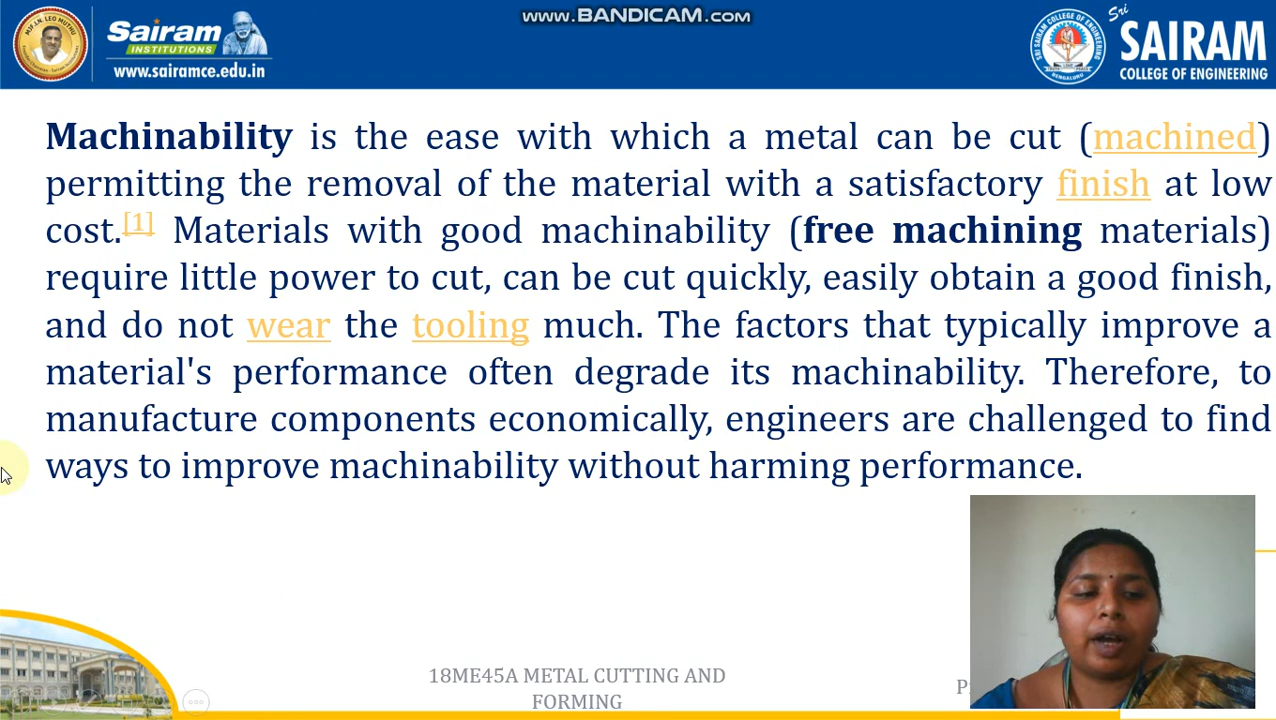 www.BANDICAM.com
Sairam
INSTITUTIONS
www.sairamce.edu.in
Sri
SAIRAM
COLLEGE OF ENGINEERING
Machinability is the ease with which a metal can be cut (machined)
permitting the removal of the material with a satisfactory finish at low
cost.[1] Materials with good machinability (free machining materials)
require little power to cut, can be cut quickly, easily obtain a good finish,
and do not wear the tooling much. The factors that typically improve a
material's performance often degrade its machinability. Therefore, to
manufacture components economically, engineers are challenged to find
ways to improve machinability without harming performance.
18ME45A METAL CUTTING AND
FORMING